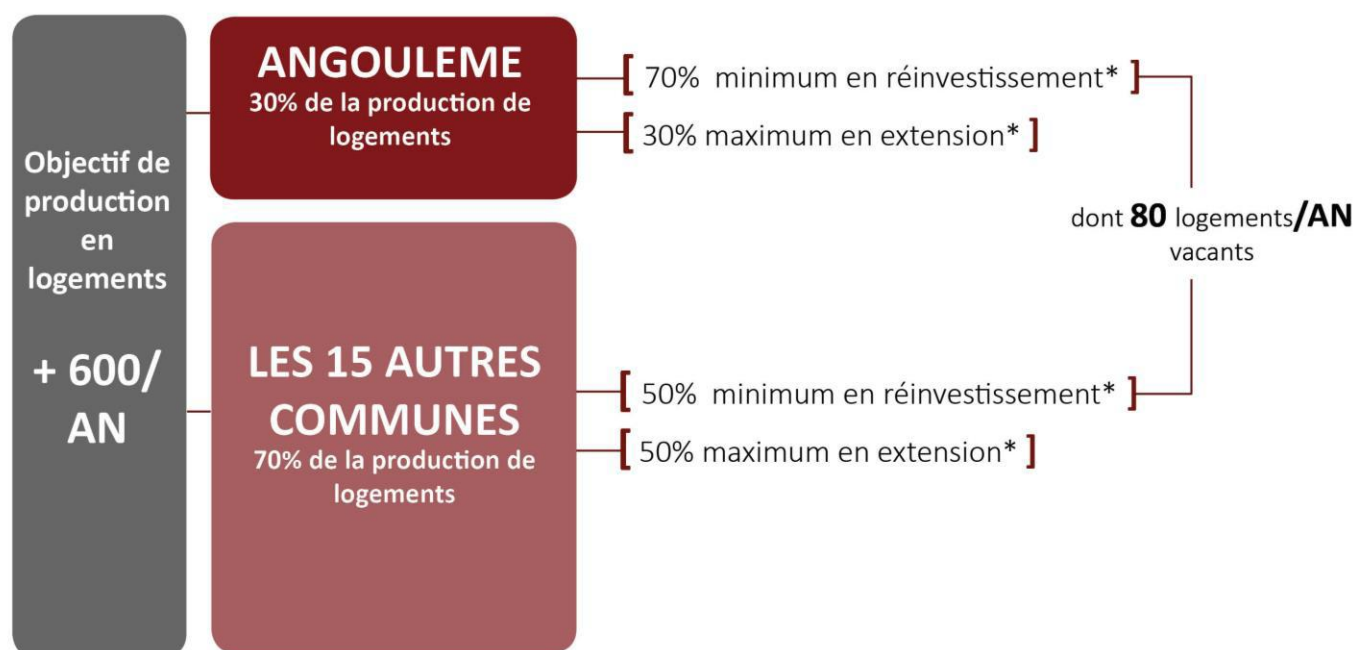 Objectif de
production
en
logements
+ 600/
AN
ANGOULEME
30% de la production de
logements
[ 70% minimum en réinvestissement* ]
[ 30% maximum en extension* ]
dont 80 logements/AN
vacants
LES 15 AUTRES
COMMUNES
70% de la production de
logements
[ 50% minimum en réinvestissement* ]
[ 50% maximum en extension* ]